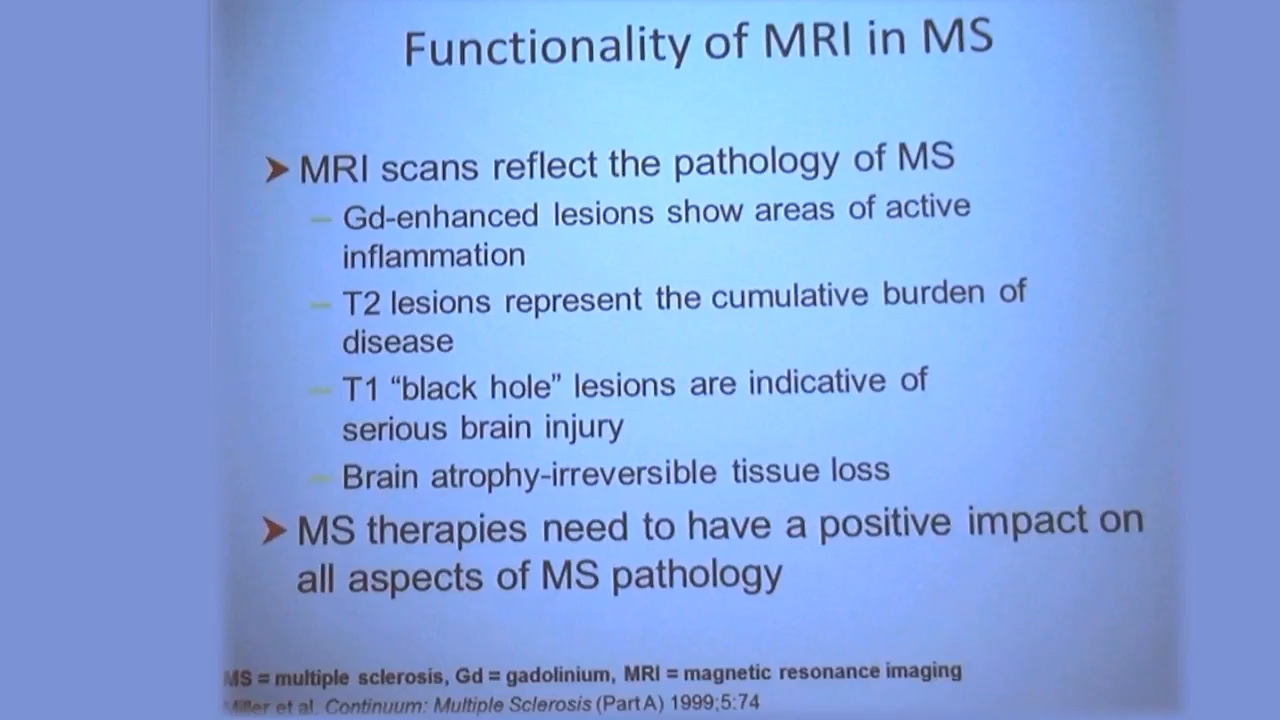 Functionality of MRI in MS
➤ MRI scans reflect the pathology of MS
– Gd-enhanced lesions show areas of active
inflammation
– T2 lesions represent the cumulative burden of
disease
– T1 “black hole” lesions are indicative of
serious brain injury
– Brain atrophy-irreversible tissue loss
➤ MS therapies need to have a positive impact on
all aspects of MS pathology
MS = multiple sclerosis, Gd = gadolinium, MRI = magnetic resonance imaging
Miller et al. Continuum: Multiple Sclerosis (Part A) 1999;5:74